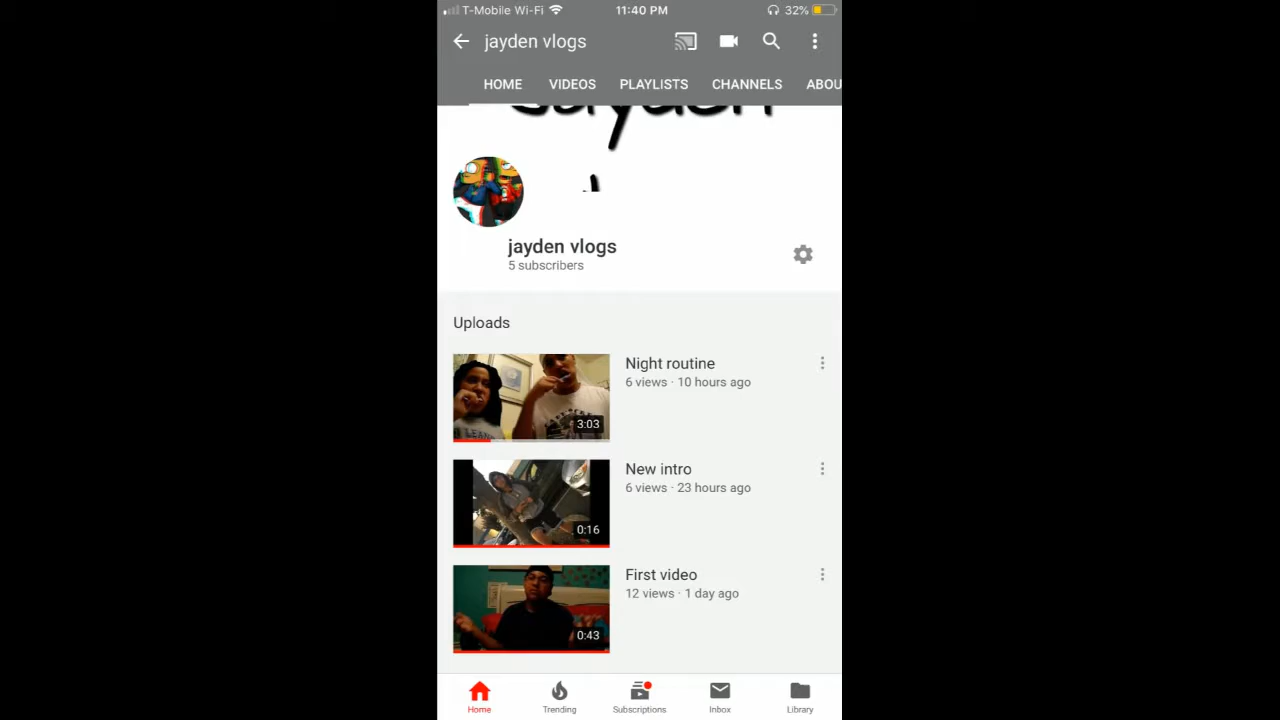 T-Mobile Wi-Fi 11:40 PM 32%
jayden vlogs
HOME VIDEOS PLAYLISTS CHANNELS ABOU
jayden vlogs
5 subscribers
Uploads
Night routine
6 views · 10 hours ago
3:03
New intro
6 views · 23 hours ago
0:16
First video
12 views · 1 day ago
0:43
Home Trending Subscriptions Inbox Library